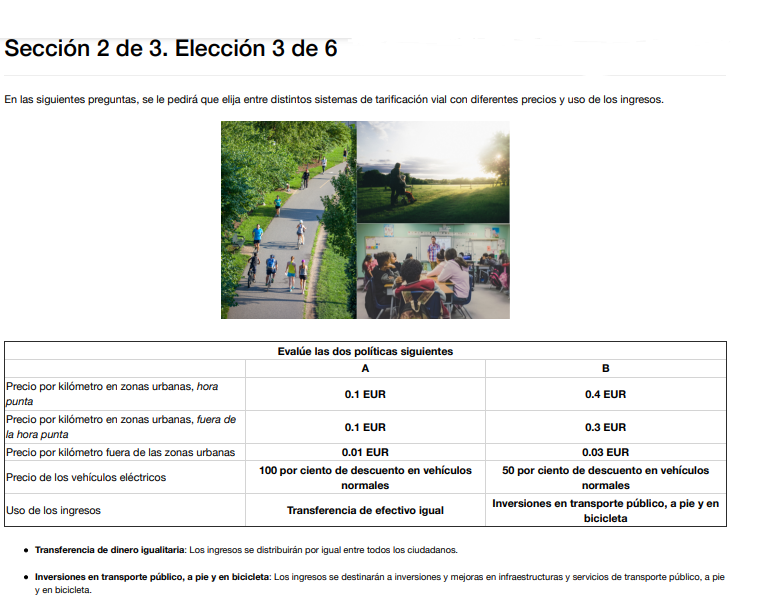 Sección 2 de 3. Elección 3 de 6
En las siguientes preguntas, se le pedirá que elija entre distintos sistemas de tarificación vial con diferentes precios y uso de los ingresos.
Evalúe las dos políticas siguientes
A B
Precio por kilómetro en zonas urbanas, hora
punta
0.1 EUR 0.4 EUR
Precio por kilómetro en zonas urbanas, fuera de
la hora punta
0.1 EUR 0.3 EUR
Precio por kilómetro fuera de las zonas urbanas 0.01 EUR 0.03 EUR
Precio de los vehículos eléctricos
100 por ciento de descuento en vehículos
normales
50 por ciento de descuento en vehículos
normales
Uso de los ingresos
Transferencia de efectivo igual
Inversiones en transporte público, a pie y en
bicicleta
• Transferencia de dinero igualitaria: Los ingresos se distribuirán por igual entre todos los ciudadanos.
• Inversiones en transporte público, a pie y en bicicleta: Los ingresos se destinarán a inversiones y mejoras en infraestructuras y servicios de transporte público, a pie
y en bicicleta.